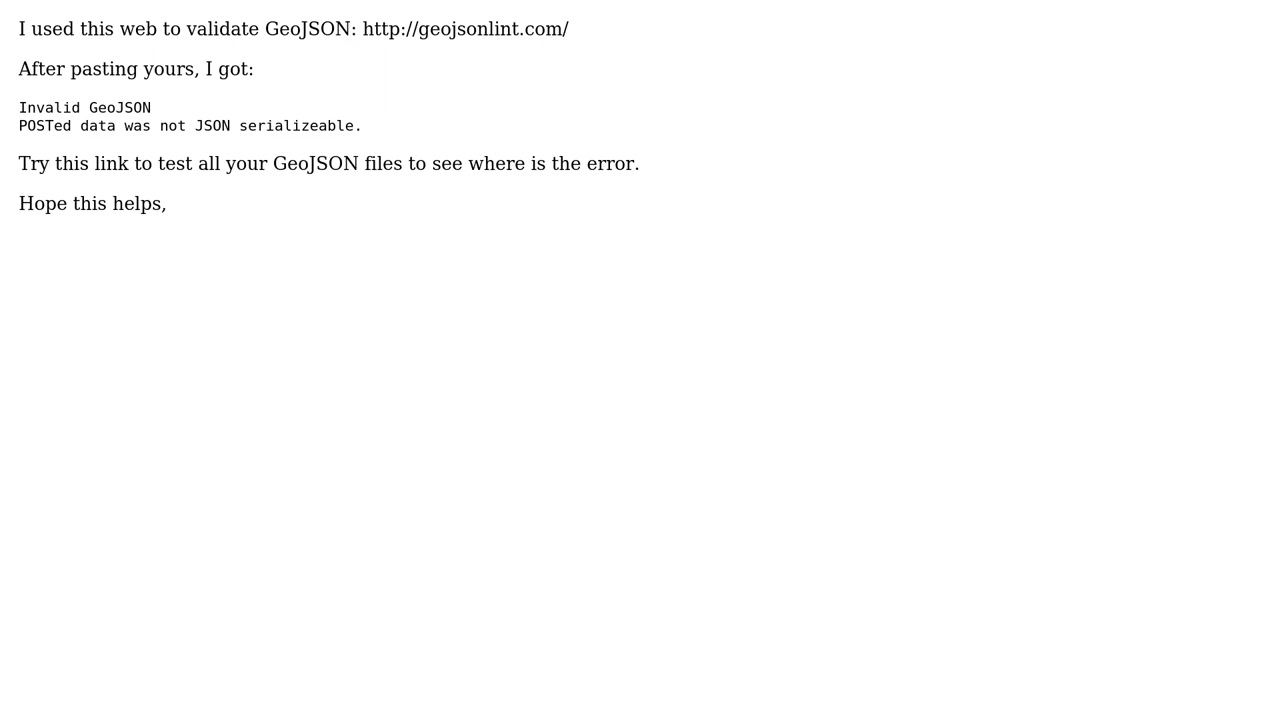 I used this web to validate GeoJSON: http://geojsonlint.com/
After pasting yours, I got:
Invalid GeoJSON
POSTed data was not JSON serializeable.
Try this link to test all your GeoJSON files to see where is the error.
Hope this helps,